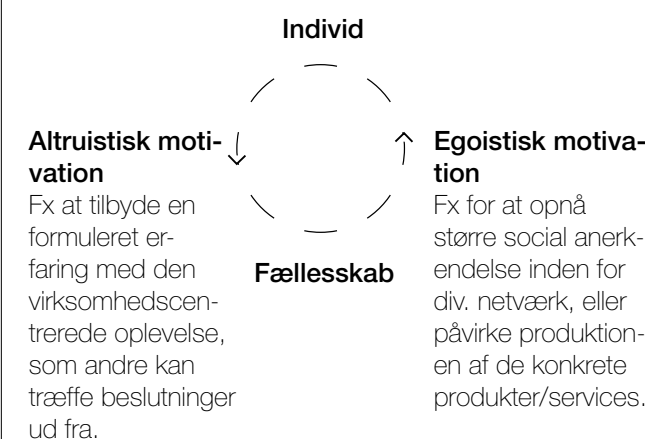 Individ
Altruistisk moti-
vation
Fx at tilbyde en
formuleret er-
faring med den
virksomhedscen-
trerede oplevelse,
som andre kan
træffe beslutninger
ud fra.
Fællesskab
Egoistisk motiva-
tion
Fx for at opnå
større social anerk-
endelse inden for
div. netværk, eller
påvirke produktion-
en af de konkrete
produkter/services.